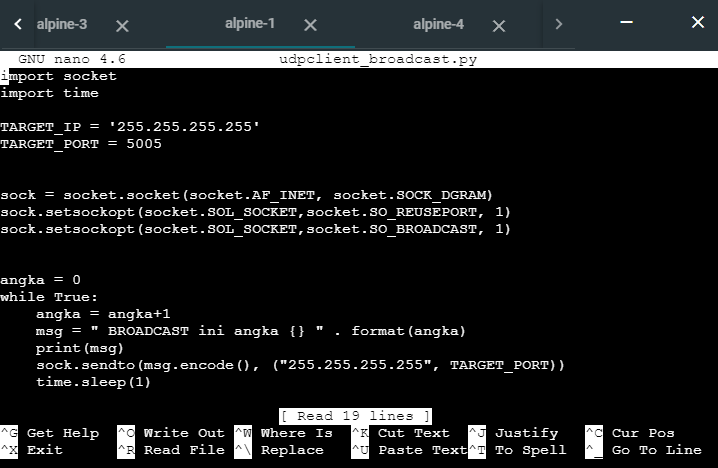 alpine-3 alpine-1 alpine-4
GNU nano 4.6 udpclient_broadcast.py
import socket
import time
TARGET_IP = '255.255.255.255'
TARGET_PORT = 5005
sock = socket.socket(socket.AF_INET, socket.SOCK_DGRAM)
sock.setsockopt(socket.SOL_SOCKET,socket.SO_REUSEPORT, 1)
sock.setsockopt(socket.SOL_SOCKET,socket.SO_BROADCAST, 1)
angka = 0
while True:
    angka = angka+1
    msg = " BROADCAST ini angka {} " . format(angka)
    print(msg)
    sock.sendto(msg.encode(), ("255.255.255.255", TARGET_PORT))
    time.sleep(1)
[ Read 19 lines ]
^G Get Help ^O Write Out ^W Where Is ^K Cut Text ^J Justify ^C Cur Pos
^X Exit ^R Read File ^\ Replace ^U Paste Text ^T To Spell ^_ Go To Line